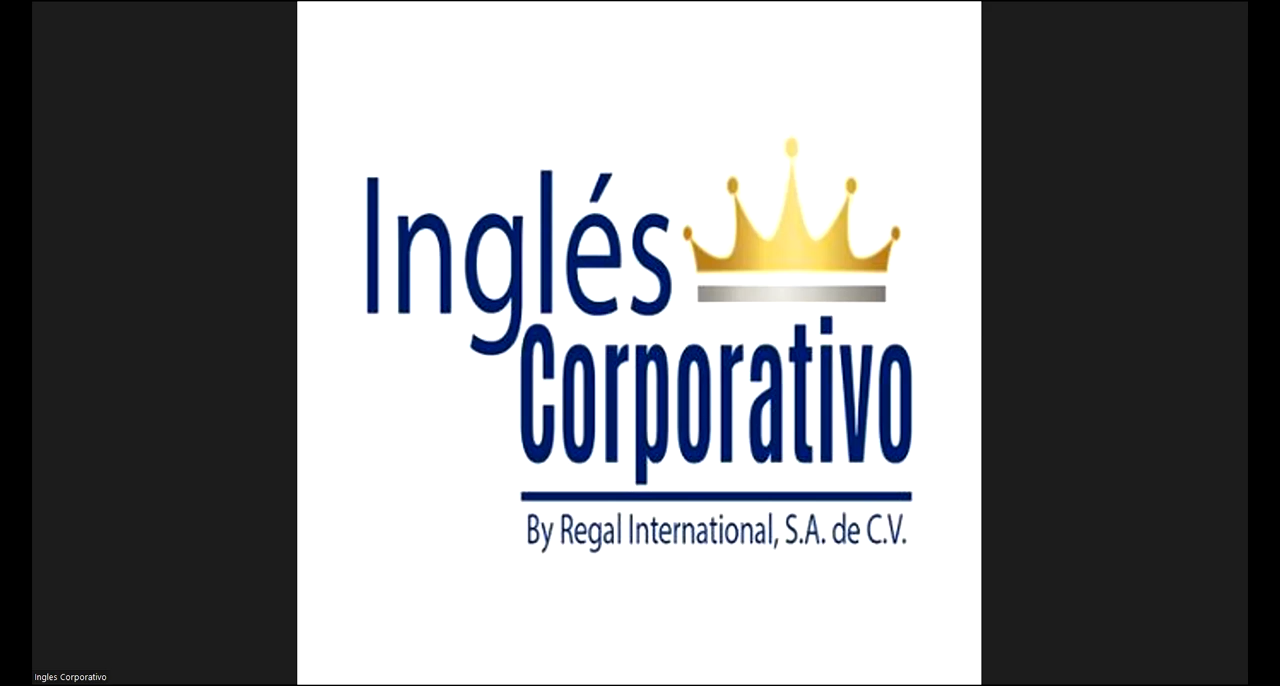 Inglés
Corporativo
By Regal International, S.A. de C.V.
Ingles Corporativo